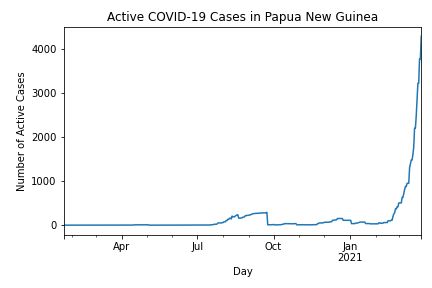 Active COVID-19 Cases in Papua New Guinea
Number of Active Cases
4000
3000
2000
1000
0
Apr
Jul
Oct
Jan
2021
Day